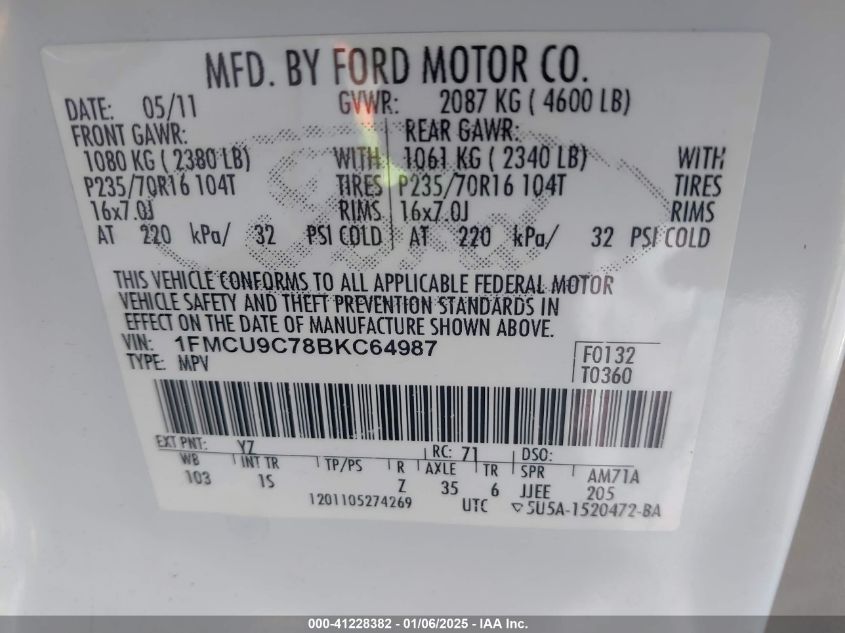 MFD. BY FORD MOTOR CO.
DATE: 05/11 GVWR: 2087 KG ( 4600 LB)
FRONT GAWR: REAR GAWR:
1080 KG ( 2380 LB) WITH 1061 KG ( 2340 LB) WITH
P235/70R16 104T TIRES P235/70R16 104T TIRES
16x7.0J RIMS 16x7.0J RIMS
AT 220 kPa/ 32 PSI COLD AT 220 kPa/ 32 PSI COLD
THIS VEHICLE CONFORMS TO ALL APPLICABLE FEDERAL MOTOR
VEHICLE SAFETY AND THEFT PREVENTION STANDARDS IN
EFFECT ON THE DATE OF MANUFACTURE SHOWN ABOVE.
VIN: 1FMCU9C78BKC64987 F0132
TYPE: MPV T0360
EXT PNT: YZ RC: 71 DSO:
WB INT TR TP/PS R AXLE TR SPR AM71A
103 IS Z 35 6 JJEE 205
1201105274269 UTC ▽5U5A-1520472-BA
Ford
000-41228382 - 01/06/2025 - IAA Inc.